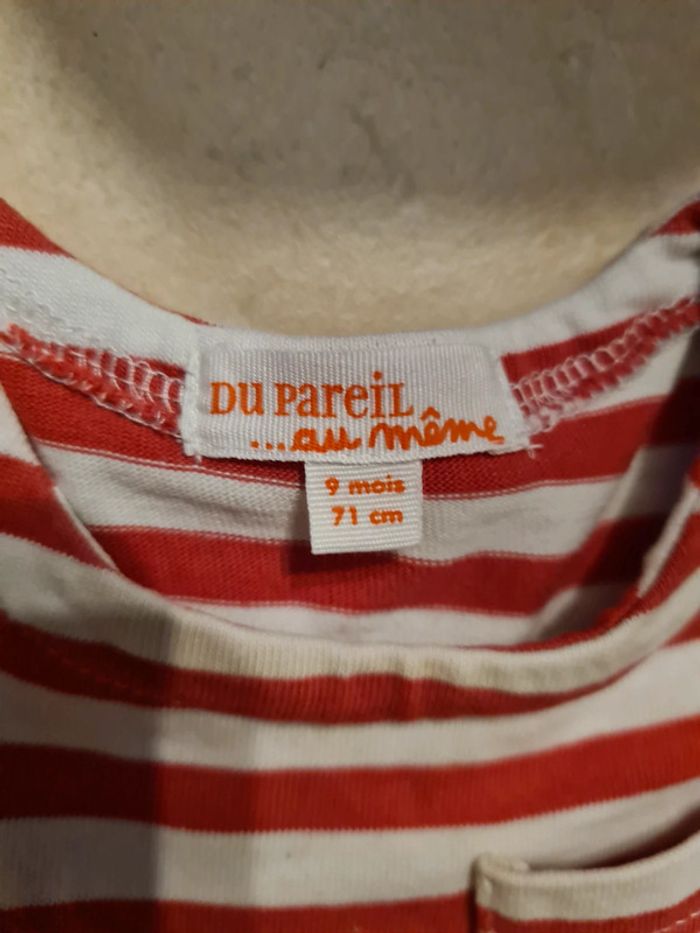 DU PAREIL
...au même
9 mois
71 cm